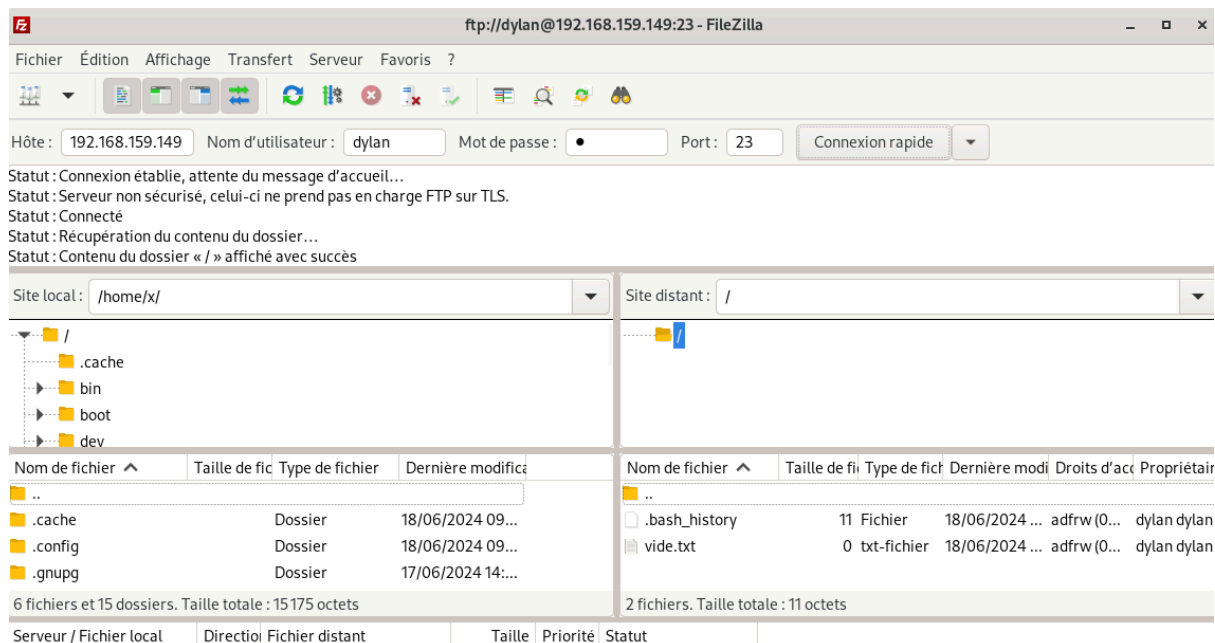 ftp://dylan@192.168.159.149:23 - FileZilla
Fichier Édition Affichage Transfert Serveur Favoris ?
Hôte : 192.168.159.149 Nom d'utilisateur : dylan Mot de passe : ● Port : 23 Connexion rapide
Statut : Connexion établie, attente du message d'accueil...
Statut : Serveur non sécurisé, celui-ci ne prend pas en charge FTP sur TLS.
Statut : Connecté
Statut : Récupération du contenu du dossier...
Statut : Contenu du dossier « / » affiché avec succès
Site local : /home/x/
/
.cache
bin
boot
dev
Nom de fichier Taille de fic Type de fichier Dernière modifica
..
.cache Dossier 18/06/2024 09...
.config Dossier 18/06/2024 09...
.gnupg Dossier 17/06/2024 14:...
6 fichiers et 15 dossiers. Taille totale : 15 175 octets
Site distant : /
/
Nom de fichier Taille de fi Type de fich Dernière modi Droits d'acc Propriétair
..
.bash_history 11 Fichier 18/06/2024 ... adfrw (0... dylan dylan
vide.txt 0 txt-fichier 18/06/2024 ... adfrw (0... dylan dylan
2 fichiers. Taille totale : 11 octets
Serveur / Fichier local Direction Fichier distant Taille Priorité Statut